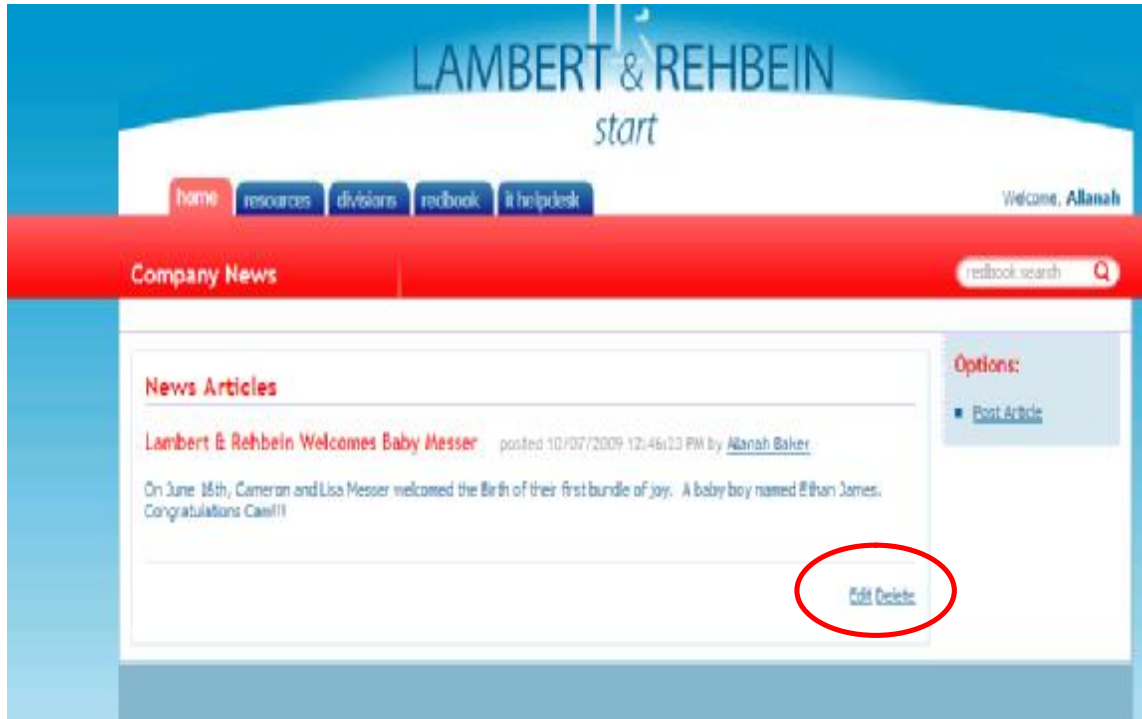 LAMBERT & REHBEIN
start
home resources divisions redbook it helpdesk
Welcome, Allanah
Company News
redbook search
News Articles
Lambert & Rehbein Welcomes Baby Messer posted 10/07/2009 12:46:23 PM by Allanah Baker
On June 16th, Cameron and Lisa Messer welcomed the Birth of their first bundle of joy. A baby boy named Ethan James.
Congratulations Cam!!!
Edit Delete
Options:
Post Article